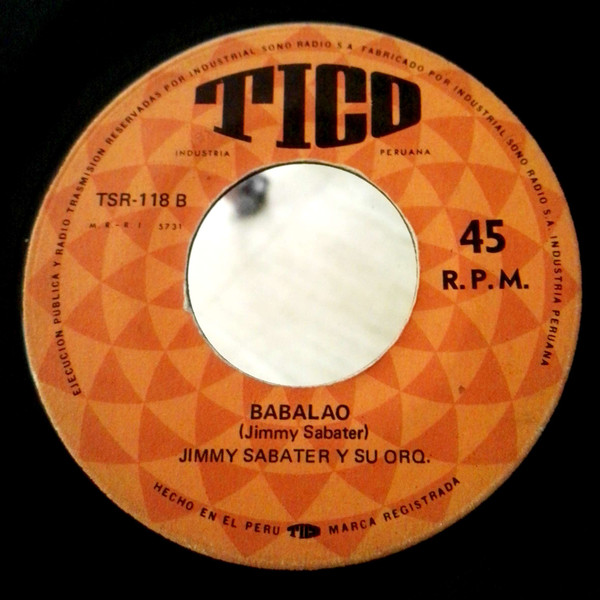 EJECUCION PUBLICA Y RADIO TRASMISION RESERVADAS POR INDUSTRIAL SONO RADIO S.A. FABRICADO POR INDUSTRIAL SONO RADIO S.A. INDUSTRIA PERUANA
TICO
INDUSTRIA PERUANA
TSR-118 B
M.R-R I 5731
45
R.P.M.
BABALAO
(Jimmy Sabater)
JIMMY SABATER Y SU ORQ.
HECHO EN EL PERU TICO MARCA REGISTRADA